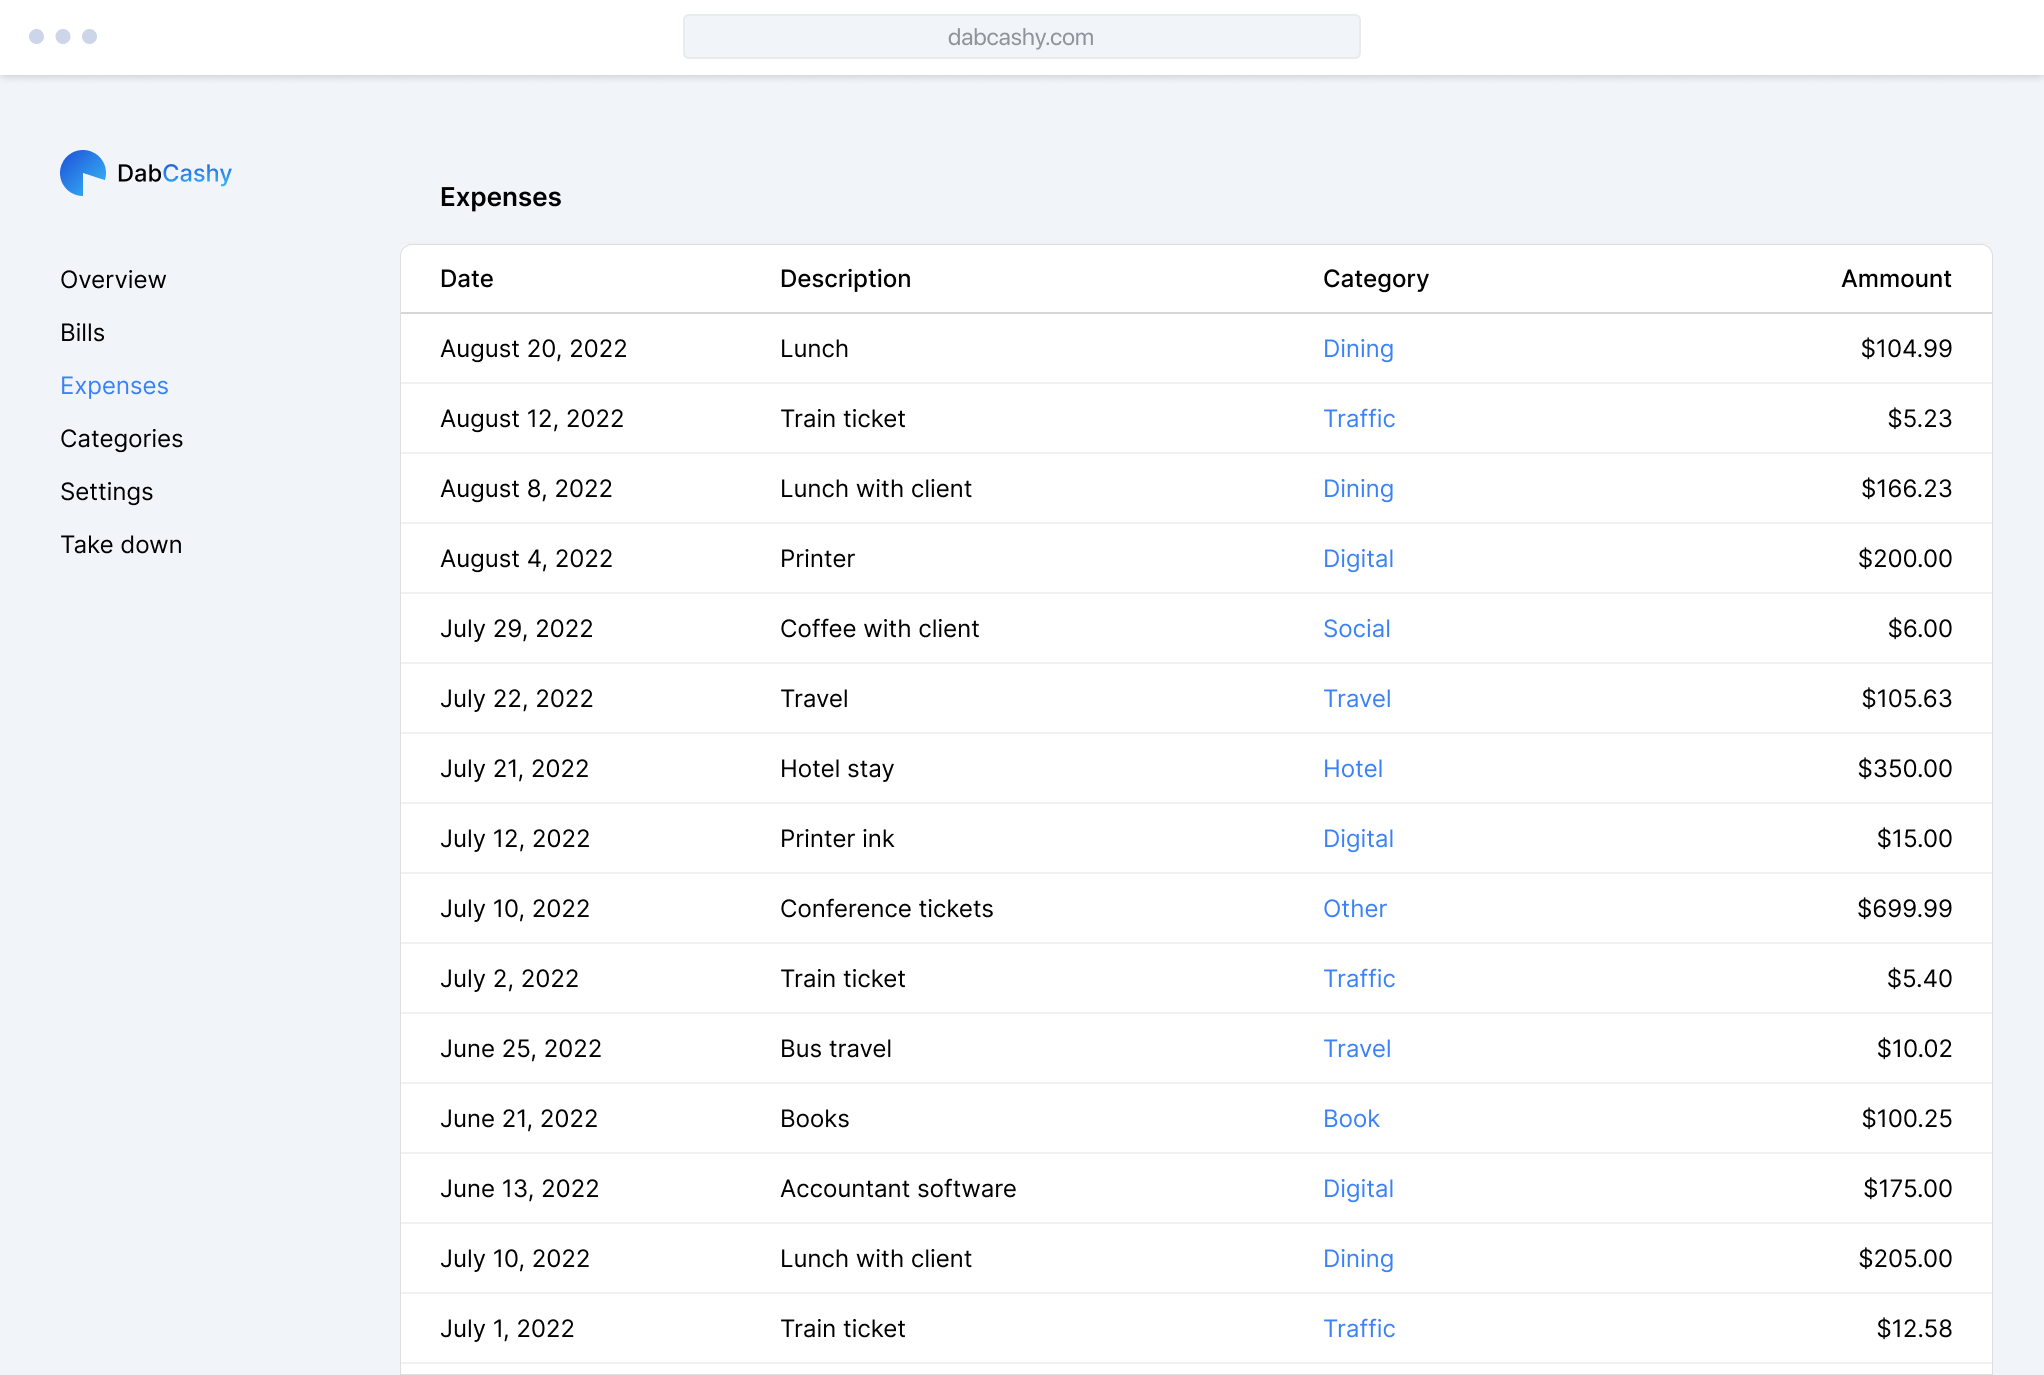 dabcashy.com
DabCashy
Overview
Bills
Expenses
Categories
Settings
Take down
Expenses
Date Description Category Ammount
August 20, 2022 Lunch Dining $104.99
August 12, 2022 Train ticket Traffic $5.23
August 8, 2022 Lunch with client Dining $166.23
August 4, 2022 Printer Digital $200.00
July 29, 2022 Coffee with client Social $6.00
July 22, 2022 Travel Travel $105.63
July 21, 2022 Hotel stay Hotel $350.00
July 12, 2022 Printer ink Digital $15.00
July 10, 2022 Conference tickets Other $699.99
July 2, 2022 Train ticket Traffic $5.40
June 25, 2022 Bus travel Travel $10.02
June 21, 2022 Books Book $100.25
June 13, 2022 Accountant software Digital $175.00
July 10, 2022 Lunch with client Dining $205.00
July 1, 2022 Train ticket Traffic $12.58